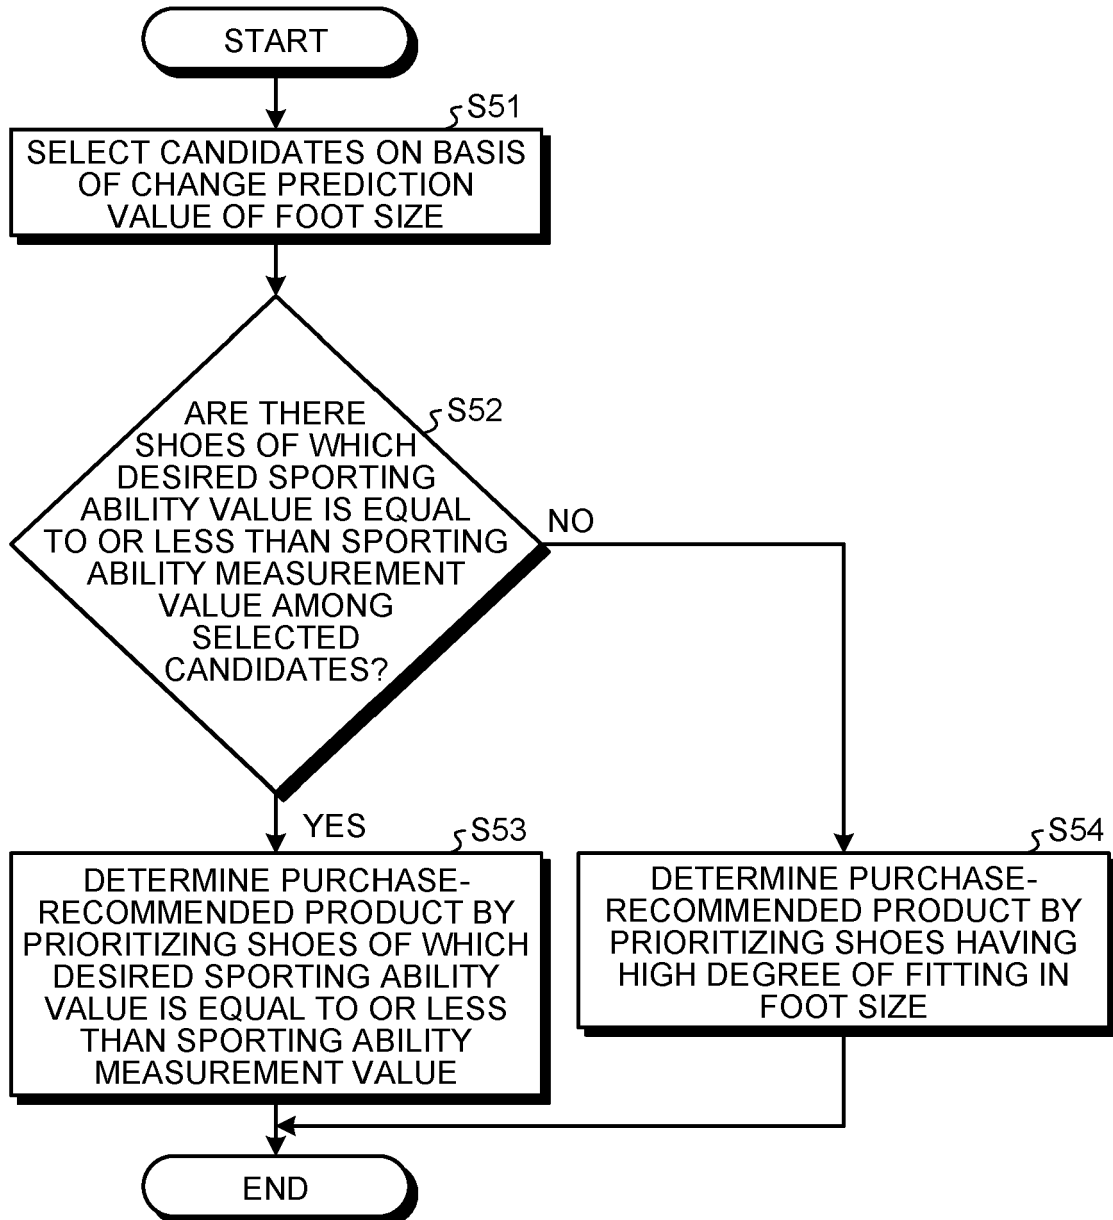 START
S51
SELECT CANDIDATES ON BASIS
OF CHANGE PREDICTION
VALUE OF FOOT SIZE
S52
ARE THERE
SHOES OF WHICH
DESIRED SPORTING
ABILITY VALUE IS EQUAL
TO OR LESS THAN SPORTING
ABILITY MEASUREMENT
VALUE AMONG
SELECTED
CANDIDATES?
NO
YES
S53
DETERMINE PURCHASE-
RECOMMENDED PRODUCT BY
PRIORITIZING SHOES OF WHICH
DESIRED SPORTING ABILITY
VALUE IS EQUAL TO OR LESS
THAN SPORTING ABILITY
MEASUREMENT VALUE
S54
DETERMINE PURCHASE-
RECOMMENDED PRODUCT BY
PRIORITIZING SHOES HAVING
HIGH DEGREE OF FITTING IN
FOOT SIZE
END